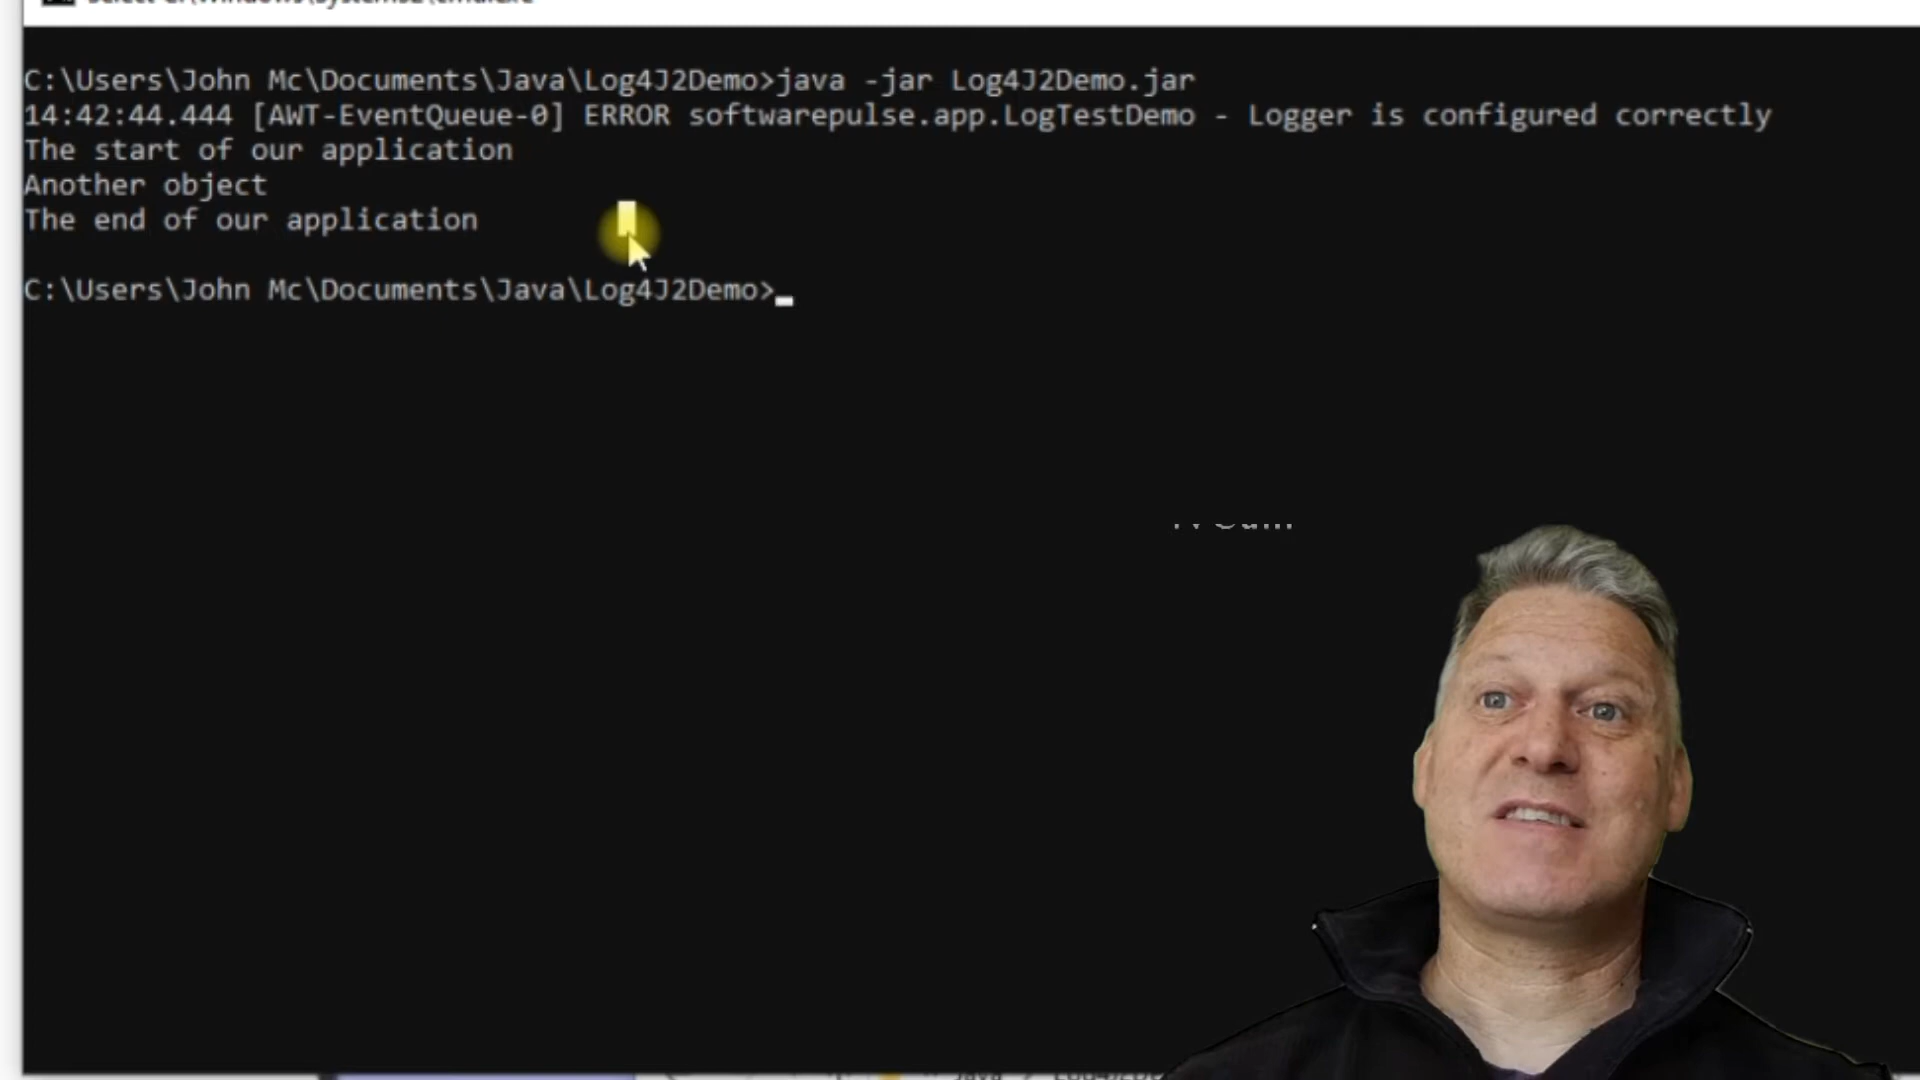 C:\Users\John Mc\Documents\Java\Log4J2Demo>java -jar Log4J2Demo.jar
14:42:44.444 [AWT-EventQueue-0] ERROR softwarepulse.app.LogTestDemo - Logger is configured correctly
The start of our application
Another object
The end of our application
C:\Users\John Mc\Documents\Java\Log4J2Demo>